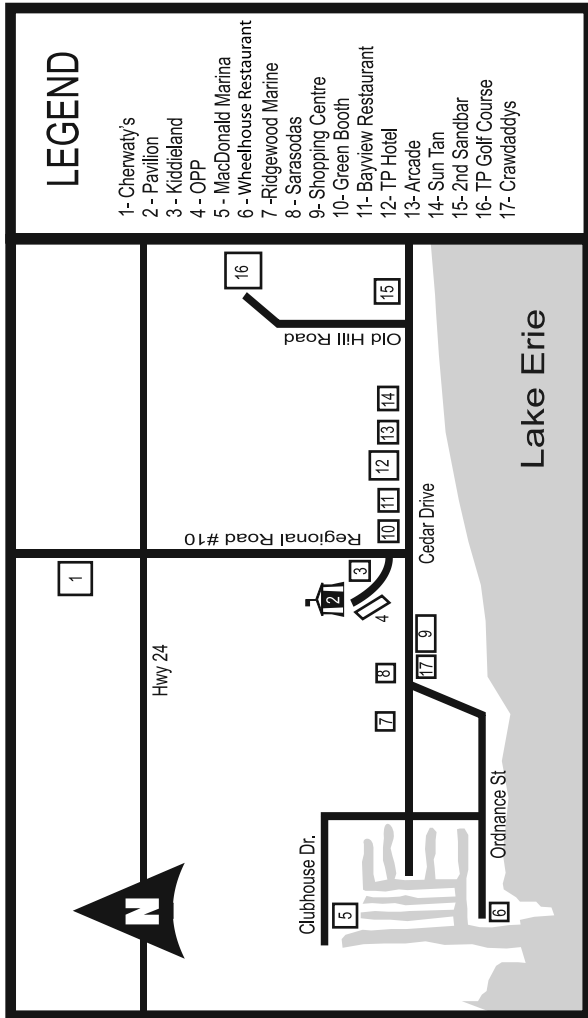 LEGEND
1- Cherwaty's
2 - Pavilion
3 - Kiddieland
4 - OPP
5 - MacDonald Marina
6 - Wheelhouse Restaurant
7 -Ridgewood Marine
8 - Sarasodas
9- Shopping Centre
10- Green Booth
11- Bayview Restaurant
12- TP Hotel
13- Arcade
14- Sun Tan
15- 2nd Sandbar
16- TP Golf Course
17- Crawdaddys
N
Hwy 24
1
Regional Road #10
Old Hill Road
16
Clubhouse Dr.
5
7
8
2
4
3
10
11
12
13
14
15
Cedar Drive
17
9
6
Ordnance St
Lake Erie